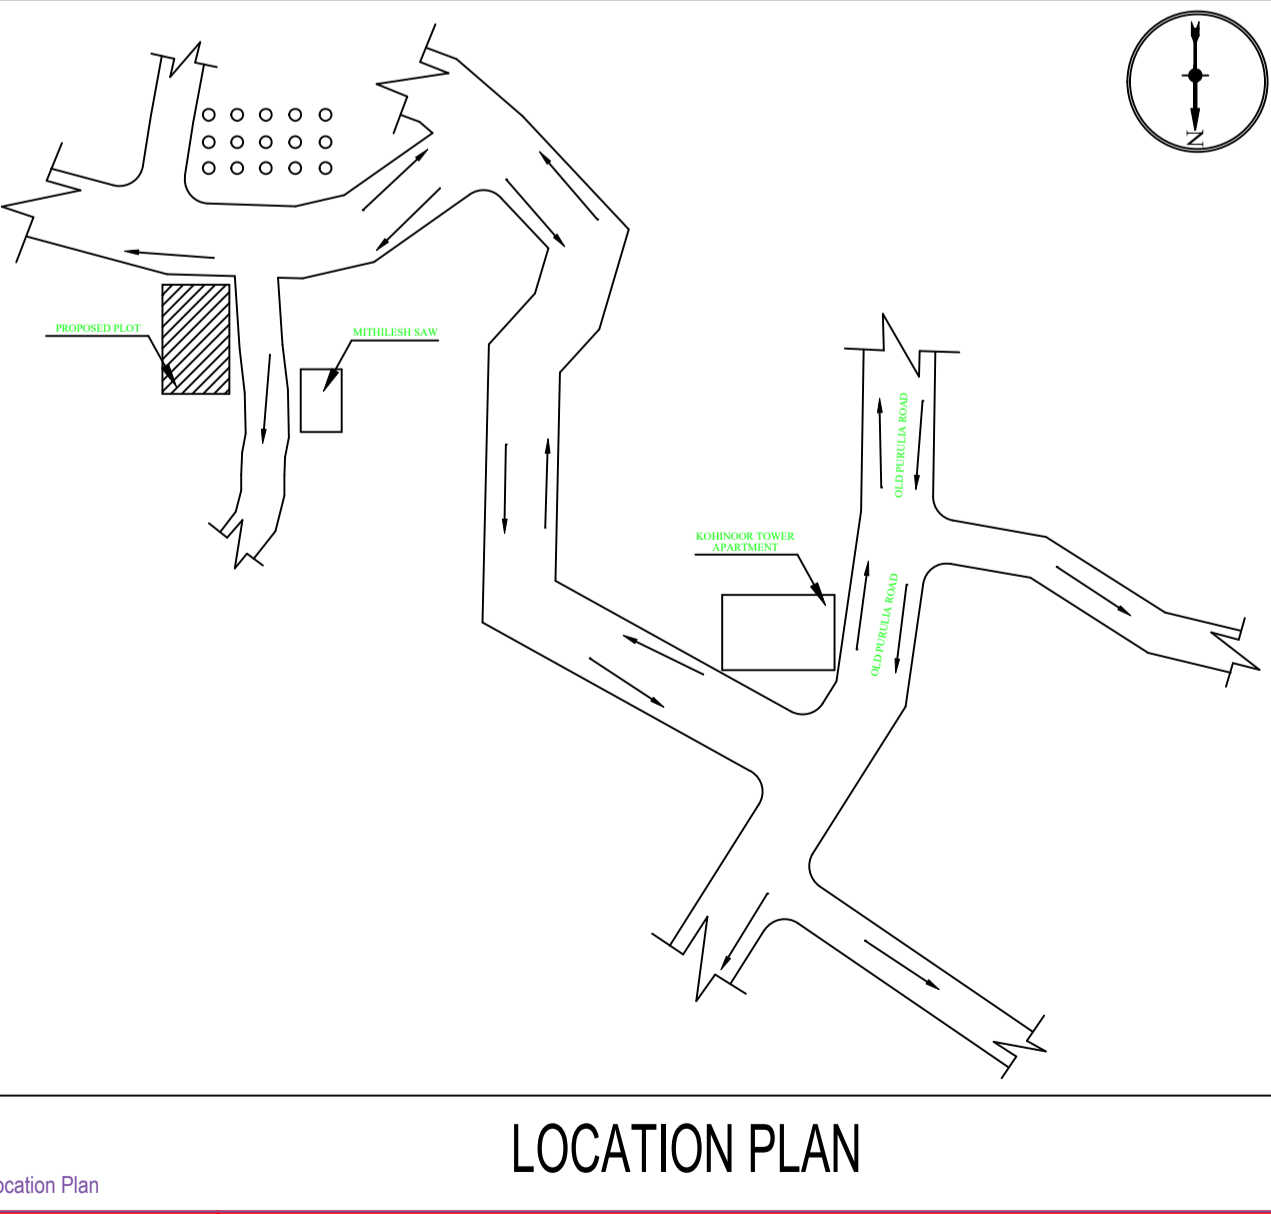 N
PROPOSED PLOT
MITHILESH SAW
OLD PURULIA ROAD
KOHINOOR TOWER
APARTMENT
OLD PURULIA ROAD
LOCATION PLAN
ocation Plan